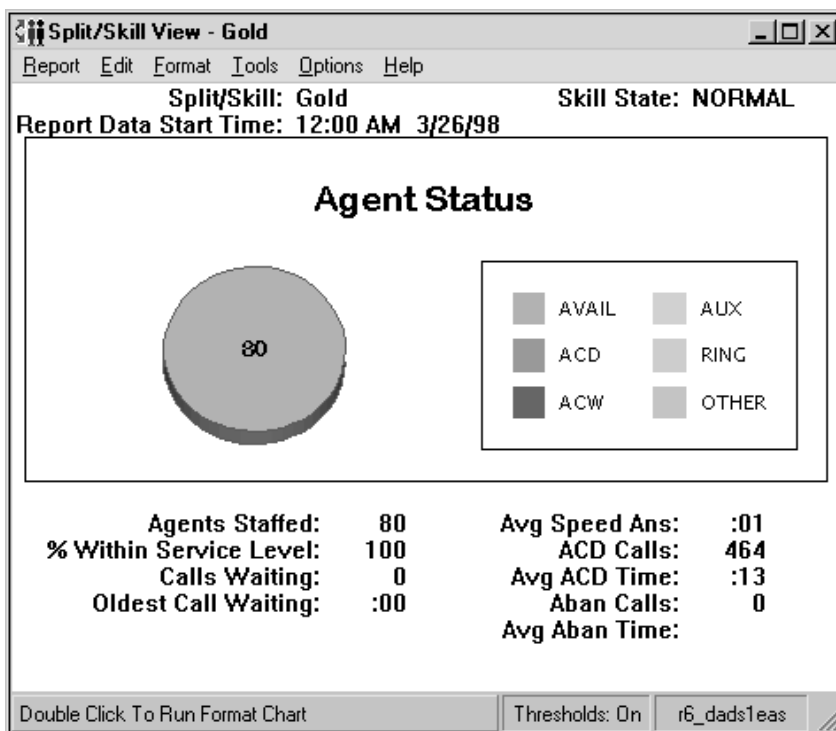 Split/Skill View - Gold
Report Edit Format Tools Options Help
Split/Skill: Gold Skill State: NORMAL
Report Data Start Time: 12:00 AM 3/26/98
Agent Status
80
AVAIL AUX
ACD RING
ACW OTHER
Agents Staffed: 80 Avg Speed Ans: :01
% Within Service Level: 100 ACD Calls: 464
Calls Waiting: 0 Avg ACD Time: :13
Oldest Call Waiting: :00 Aban Calls: 0
Avg Aban Time:
Double Click To Run Format Chart Thresholds: On r6_dads1eas